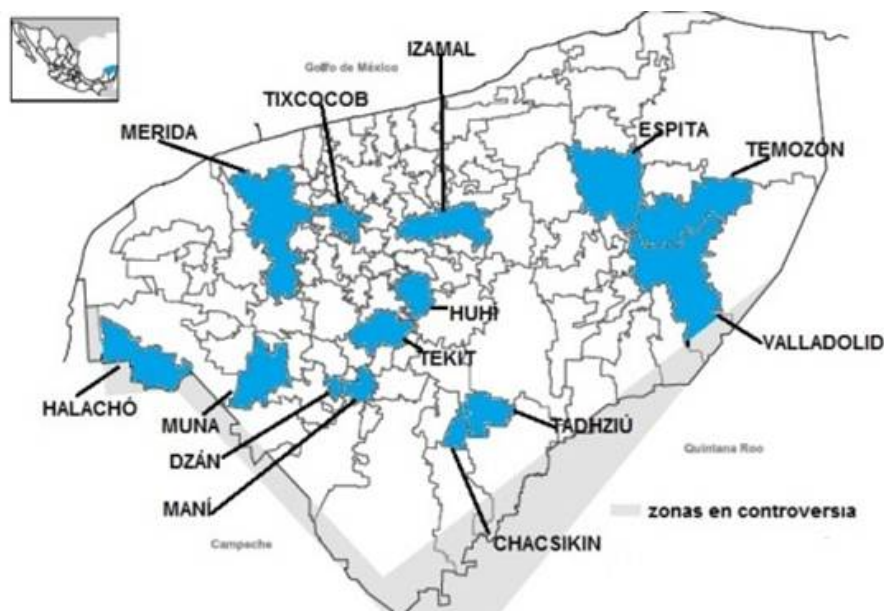 IZAMAL
Golfo de México
TIXCOCOB
MERIDA
ESPITA
TEMOZÓN
HUHI
VALLADOLID
TEKIT
HALACHÓ
MUNA
TADHZIÚ
DZÁN
Quintana Roo
MANÍ
zonas en controversia
Campeche
CHACSIKIN